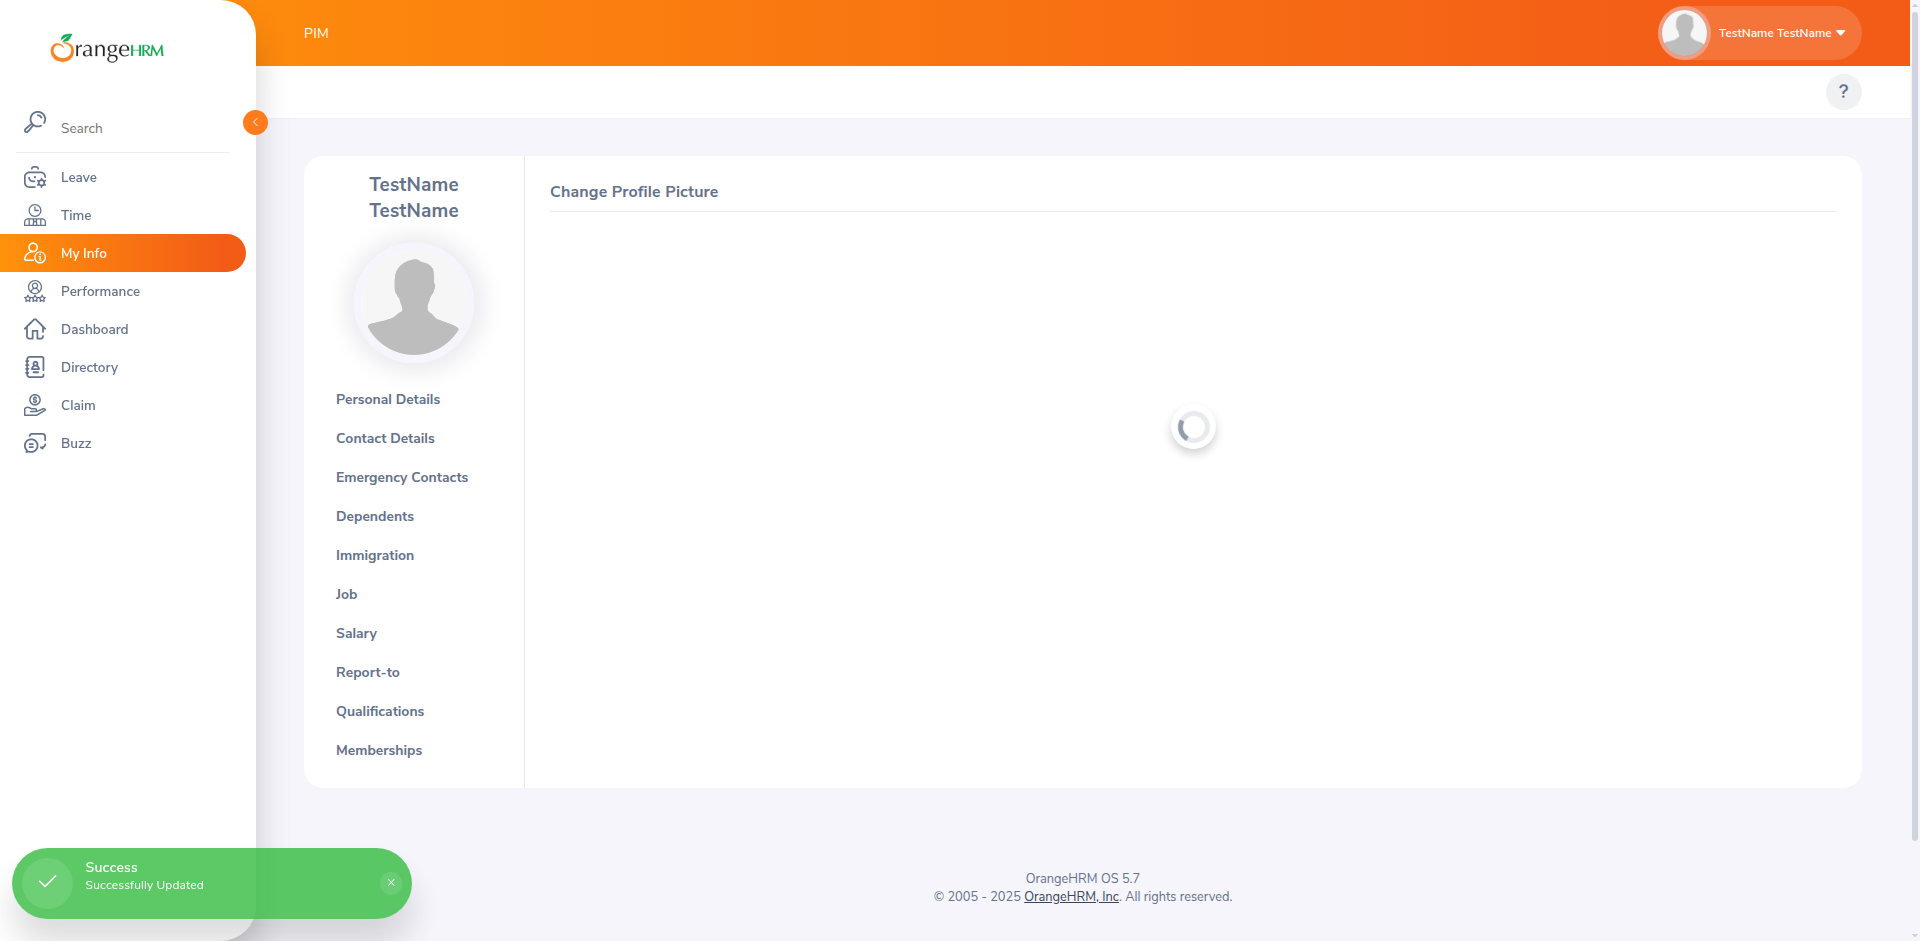 OrangeHRM
Search
Leave
Time
My Info
Performance
Dashboard
Directory
Claim
Buzz
PIM
TestName TestName
?
TestName
TestName
Personal Details
Contact Details
Emergency Contacts
Dependents
Immigration
Job
Salary
Report-to
Qualifications
Memberships
Change Profile Picture
Success
Successfully Updated
OrangeHRM OS 5.7
© 2005 - 2025 OrangeHRM, Inc. All rights reserved.